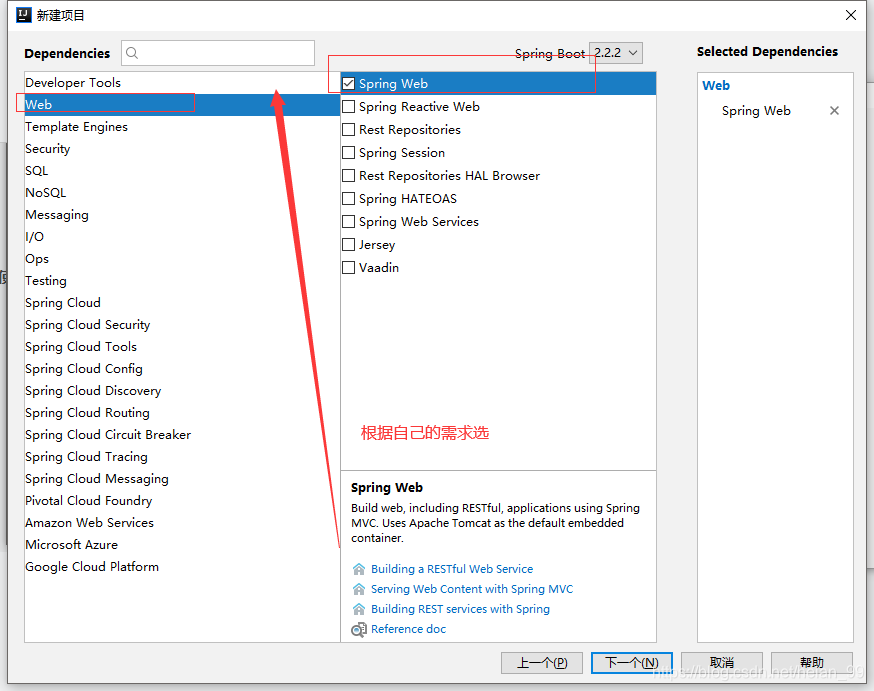 新建项目
Dependencies
Spring Boot 2.2.2
Selected Dependencies
Developer Tools
Web
Template Engines
Security
SQL
NoSQL
Messaging
I/O
Ops
Testing
Spring Cloud
Spring Cloud Security
Spring Cloud Tools
Spring Cloud Config
Spring Cloud Discovery
Spring Cloud Routing
Spring Cloud Circuit Breaker
Spring Cloud Tracing
Spring Cloud Messaging
Pivotal Cloud Foundry
Amazon Web Services
Microsoft Azure
Google Cloud Platform
Spring Web
Spring Reactive Web
Rest Repositories
Spring Session
Rest Repositories HAL Browser
Spring HATEOAS
Spring Web Services
Jersey
Vaadin
根据自己的需求选
Spring Web
Build web, including RESTful, applications using Spring
MVC. Uses Apache Tomcat as the default embedded
container.
Building a RESTful Web Service
Serving Web Content with Spring MVC
Building REST services with Spring
Reference doc
Web
Spring Web
上一个(P)
下一个(N)
取消
帮助
https://blog.csdn.net/helan_99